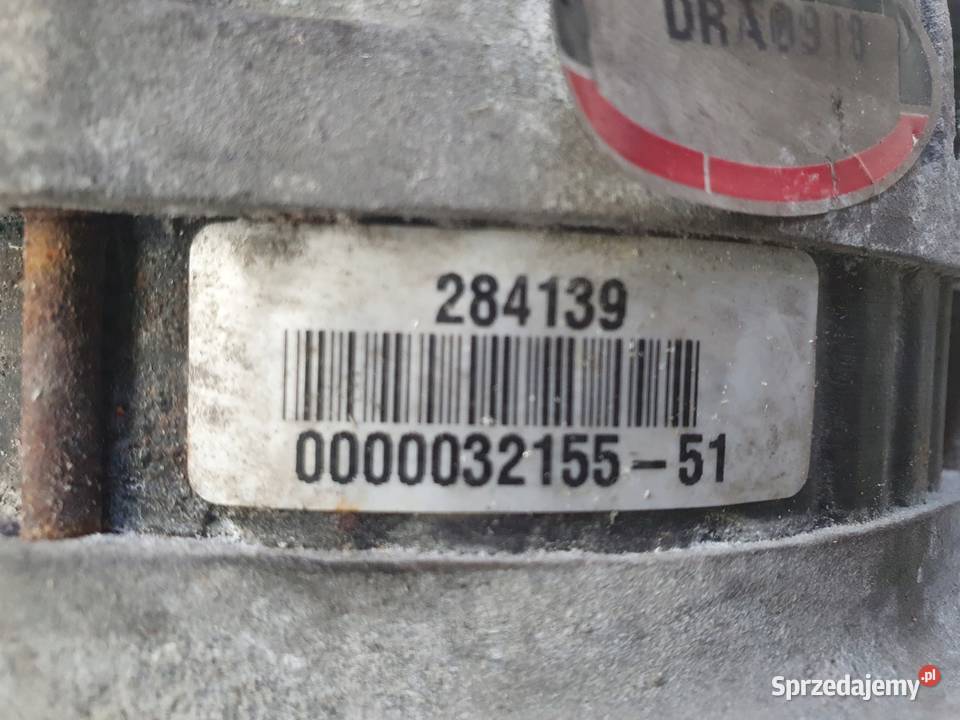 DRA0918
284139
0000032155-51
Sprzedajemy.pl